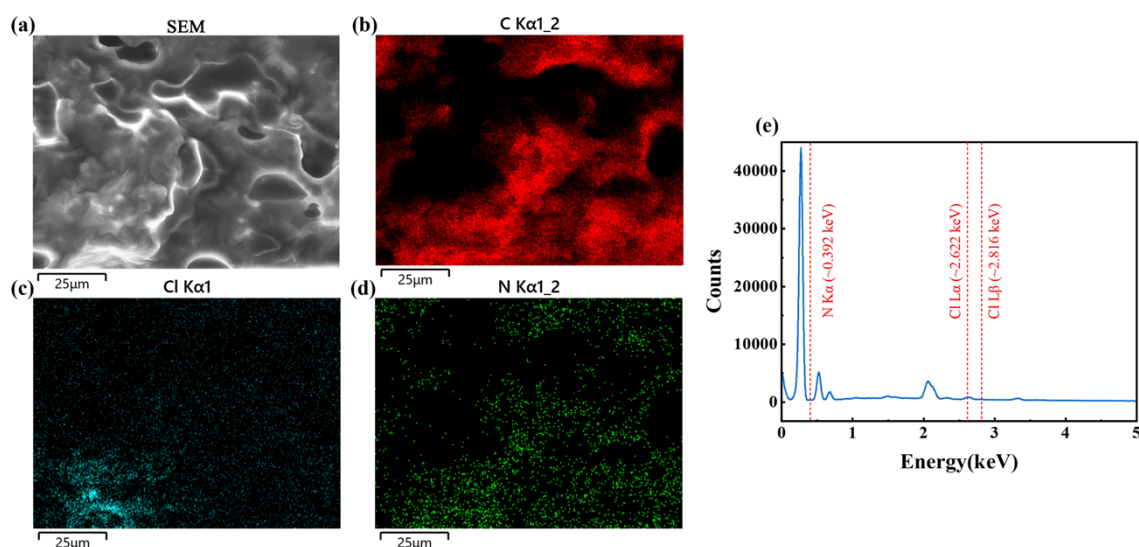 (a)
SEM
25μm
(b)
C Kα1_2
25μm
(c)
Cl Kα1
25μm
(d)
N Kα1_2
25μm
(e)
Counts
40000
30000
20000
10000
0
N Kα (~0.392 keV)
Cl Lα (~2.622 keV)
Cl Lβ (~2.816 keV)
0 1 2 3 4 5
Energy(keV)